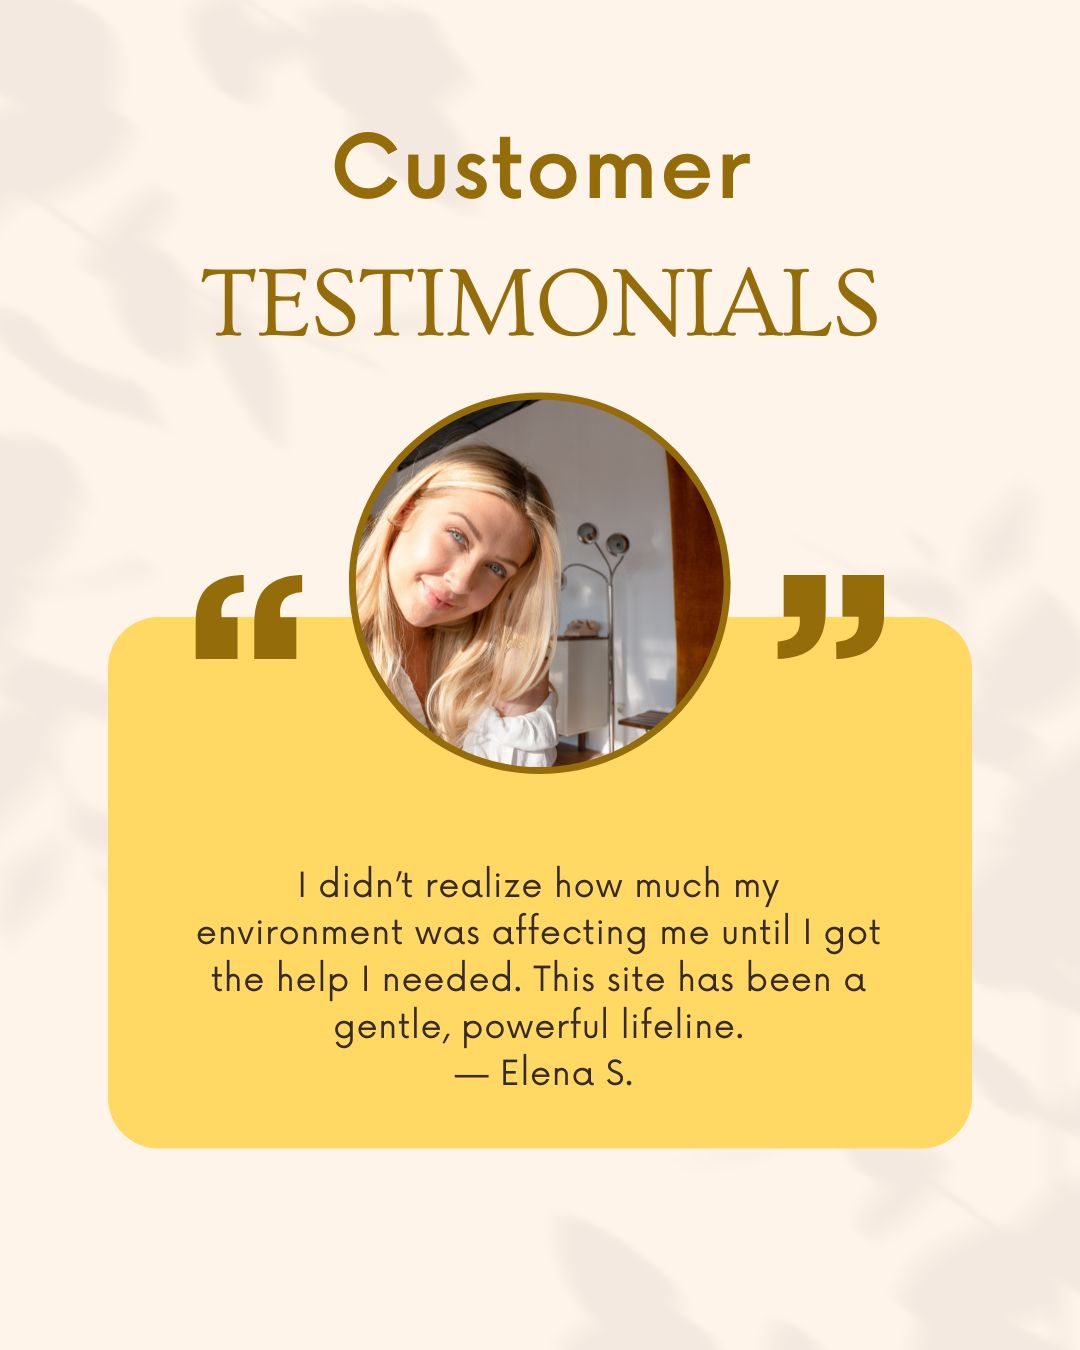 Customer
TESTIMONIALS
“ ”
I didn’t realize how much my
environment was affecting me until I got
the help I needed. This site has been a
gentle, powerful lifeline.
— Elena S.